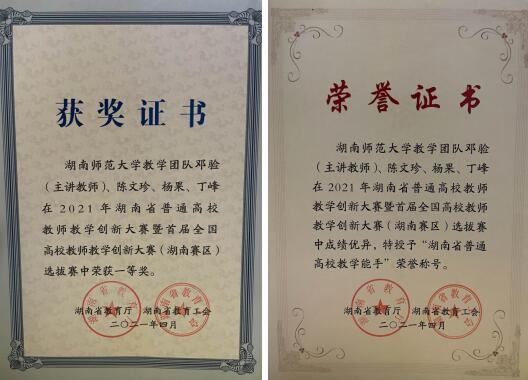 获奖证书
湖南师范大学教学团队邓验
（主讲教师）、陈文珍、杨果、丁峰
在2021年湖南省普通高校
教师教学创新大赛暨首届全国
高校教师教学创新大赛（湖南赛区）
选拔赛中荣获一等奖。
湖南省教育厅 湖南省教育工会
二〇二一年四月
荣誉证书
湖南师范大学教学团队邓验
（主讲教师）、陈文珍、杨果、丁峰
在2021年湖南省普通高校教师
教学创新大赛暨首届全国高校教师
教学创新大赛（湖南赛区）选拔赛
中成绩优异，特授予“湖南省普通
高校教学能手”荣誉称号。
湖南省教育厅 湖南省教育工会
二〇二一年四月